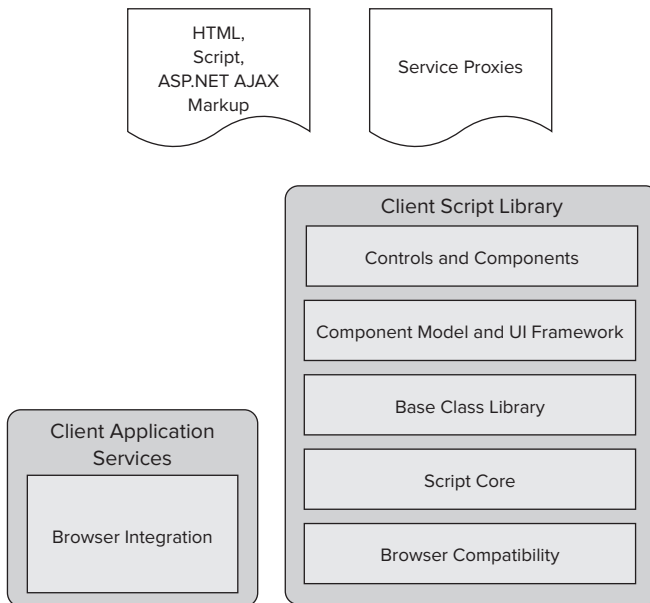 HTML,
Script,
ASP.NET AJAX
Markup
Service Proxies
Client Script Library
Controls and Components
Component Model and UI Framework
Base Class Library
Script Core
Browser Compatibility
Client Application
Services
Browser Integration